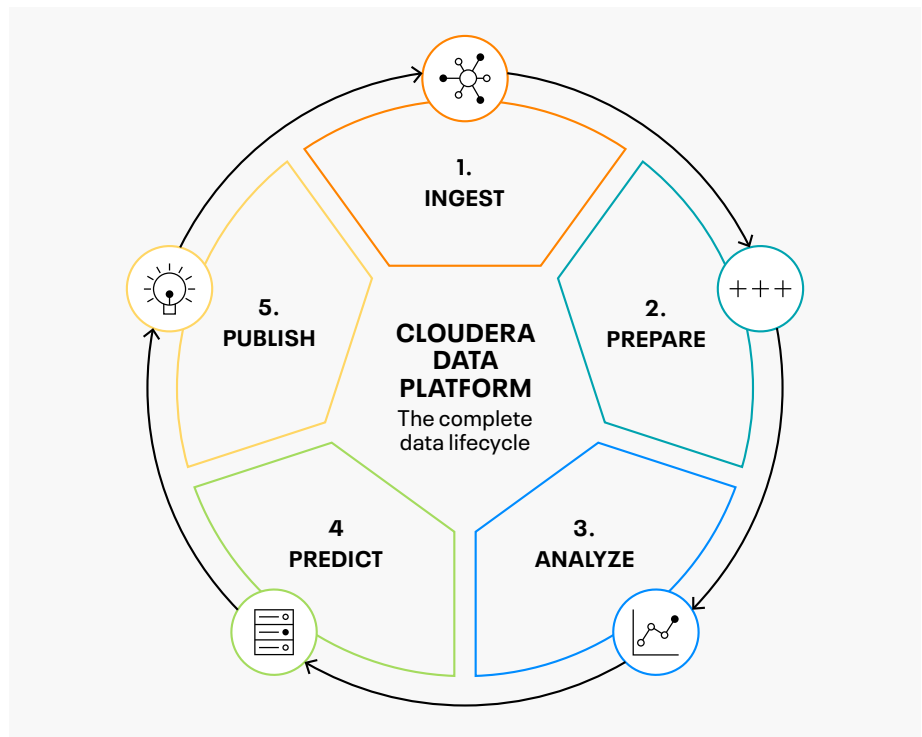 1.
INGEST
2.
PREPARE
3.
ANALYZE
4
PREDICT
5.
PUBLISH
CLOUDERA
DATA
PLATFORM
The complete
data lifecycle